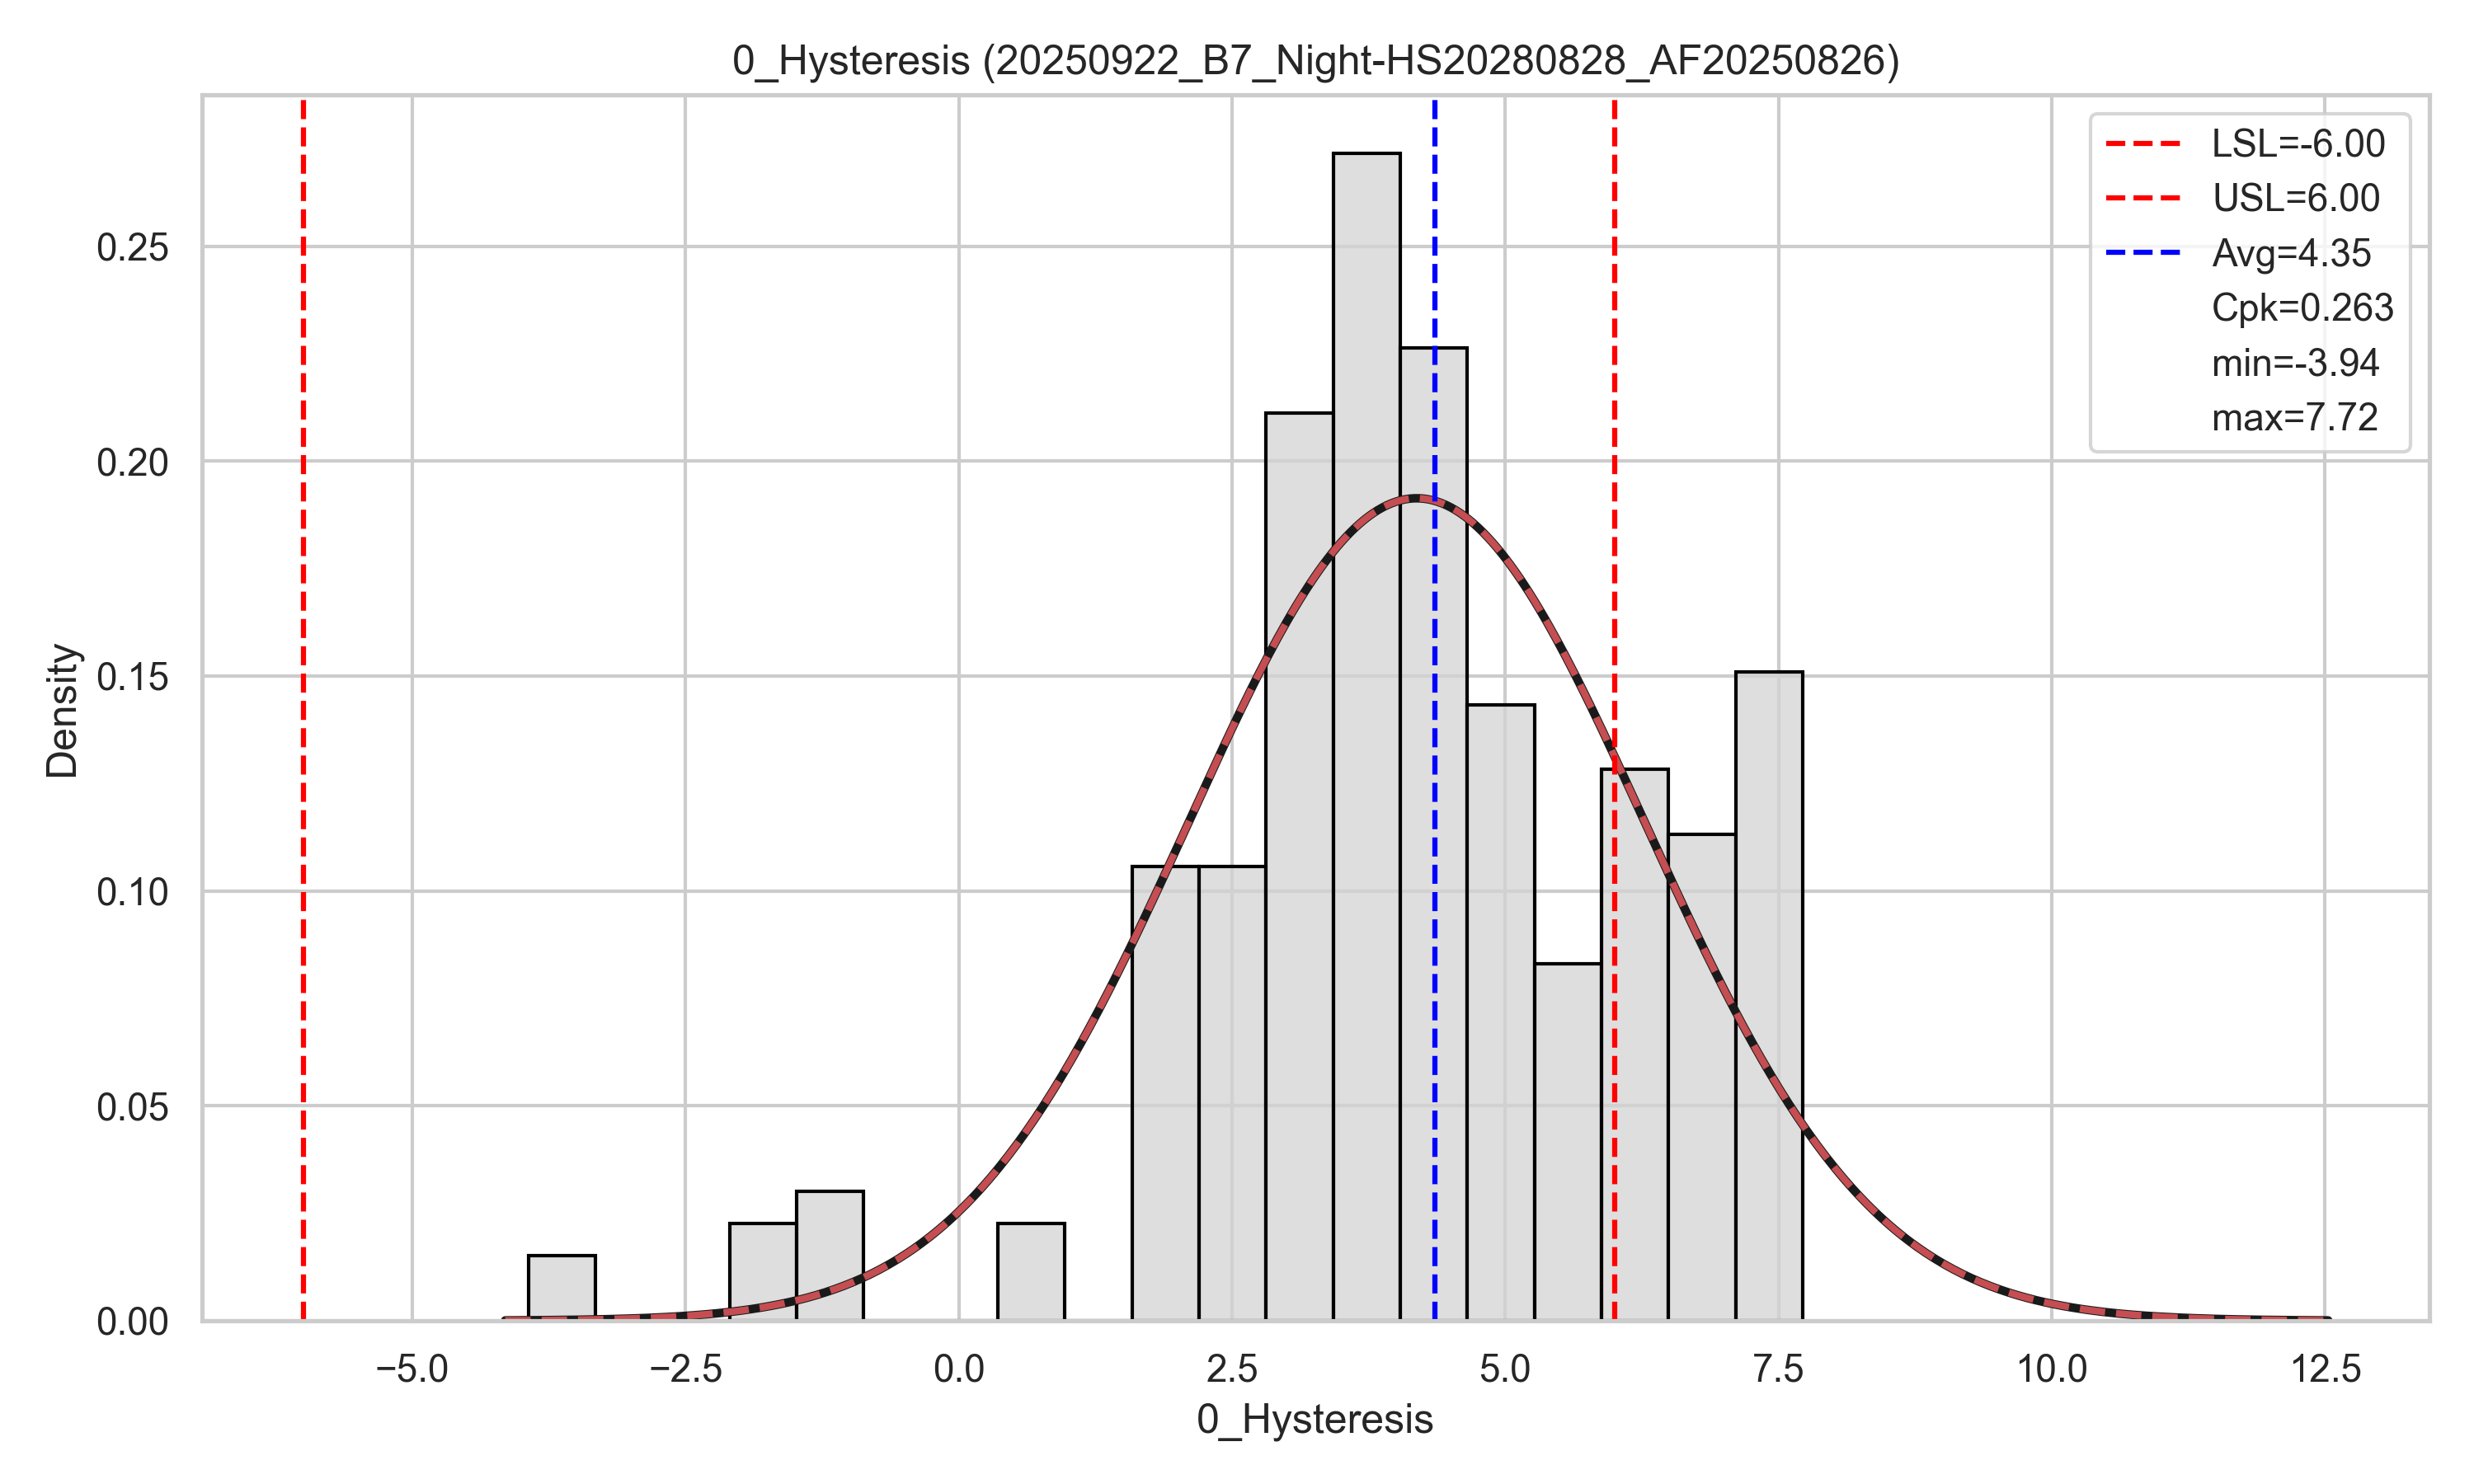 0_Hysteresis (20250922_B7_Night-HS20280828_AF20250826)
LSL=-6.00
USL=6.00
Avg=4.35
Cpk=0.263
min=-3.94
max=7.72
Density
0.25
0.20
0.15
0.10
0.05
0.00
−5.0 −2.5 0.0 2.5 5.0 7.5 10.0 12.5
0_Hysteresis